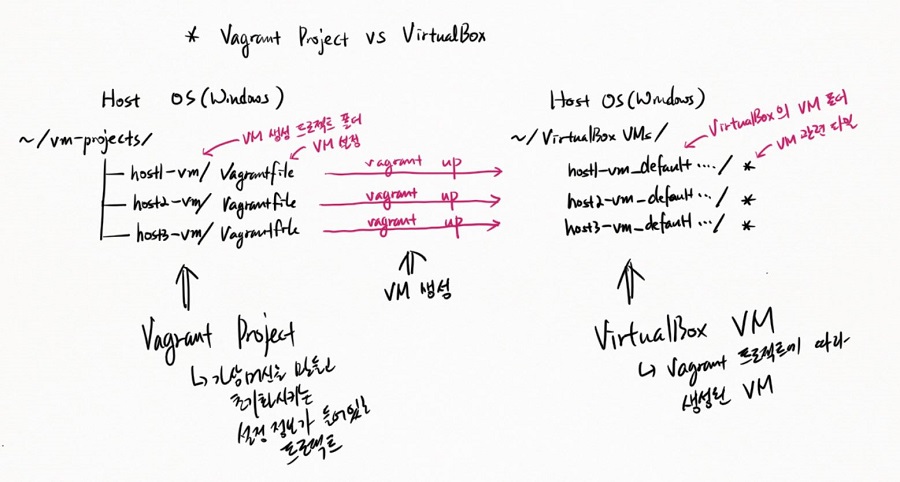 * Vagrant Project vs VirtualBox
Host OS(Windows)
~/vm-projects/
VM 생성 프로젝트 폴더
VM 설정
host1-vm/ Vagrantfile
host2-vm/ Vagrantfile
host3-vm/ Vagrantfile
vagrant up
vagrant up
vagrant up
VM 생성
Vagrant Project
↳ 가상머신을 만들고
초기화시키는
설정 정보가 들어있는
프로젝트
Host OS(Windows)
~/VirtualBox VMs/
VirtualBox의 VM 폴더
VM 관련 파일
host1-vm_default..../ *
host2-vm_default.../ *
host3-vm_default.../ *
VirtualBox VM
↳ Vagrant 프로젝트에 따라
생성된 VM